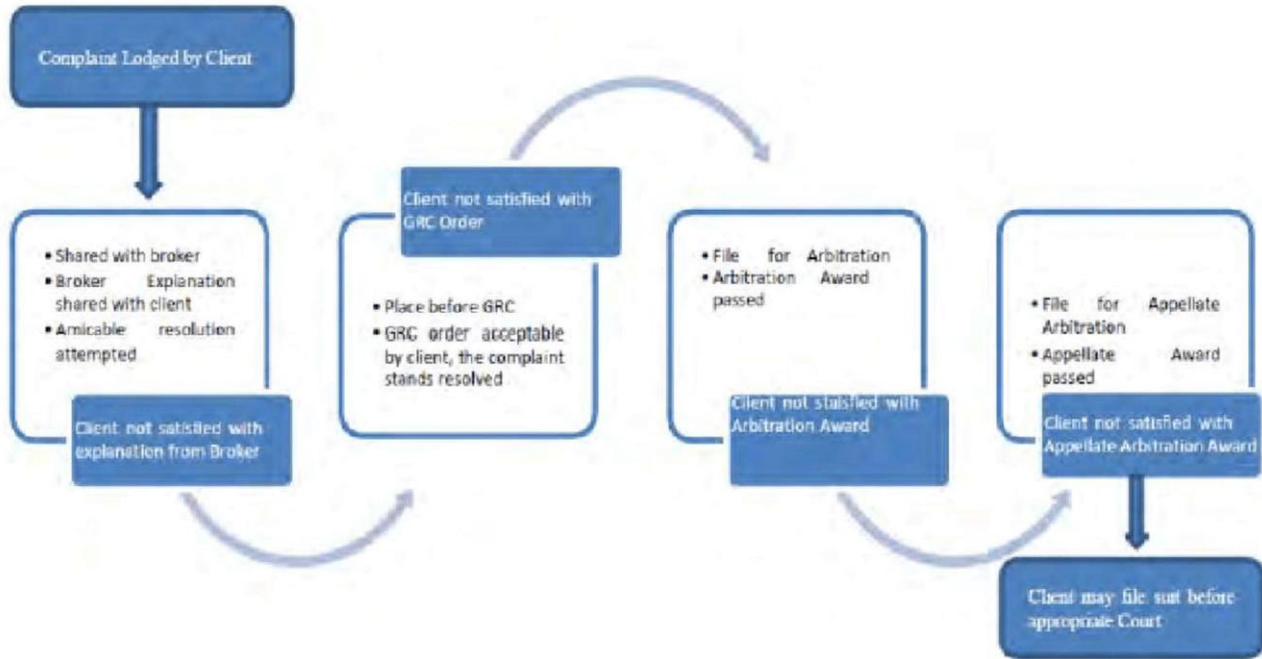 Complaint Lodged by Client
• Shared with broker
• Broker Explanation
shared with client
• Amicable resolution
attempted
Client not satisfied with
explanation from Broker
Client not satisfied with
GRC Order
• Place before GRC
• GRC order acceptable
by client, the complaint
stands resolved
• File for Arbitration
• Arbitration Award
passed
Client not staisfied with
Arbitration Award
• File for Appellate
Arbitration
• Appellate Award
passed
Client not satisfied with
Appellate Arbitration Award
Client may file suit before
appropriate Court